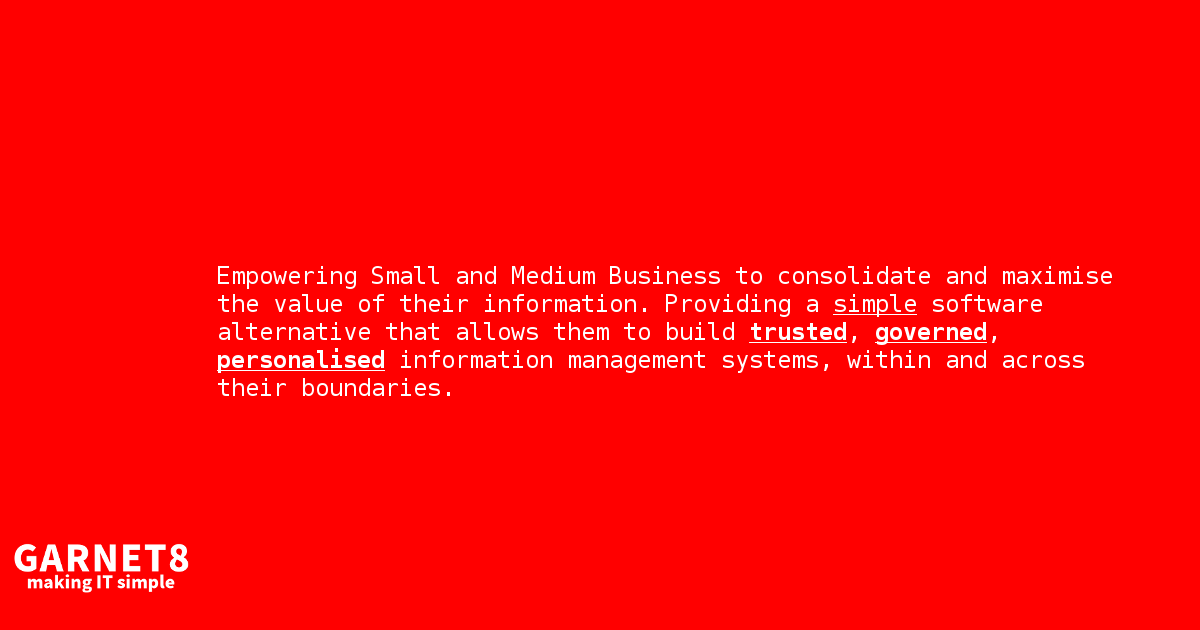 Empowering Small and Medium Business to consolidate and maximise
the value of their information. Providing a simple software
alternative that allows them to build trusted, governed,
personalised information management systems, within and across
their boundaries.
GARNET8
making IT simple